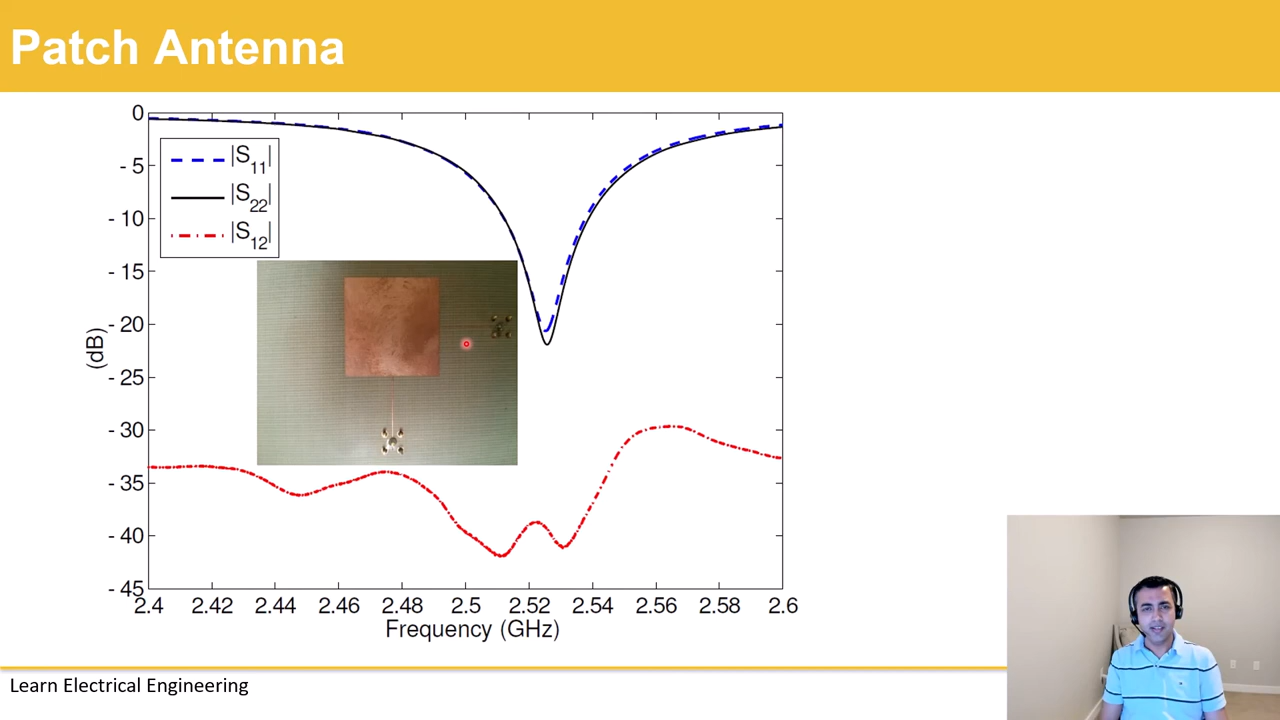 Patch Antenna
0
- 5
- 10
- 15
- 20
- 25
- 30
- 35
- 40
- 45
(dB)
|S11|
|S22|
|S12|
2.4 2.42 2.44 2.46 2.48 2.5 2.52 2.54 2.56 2.58 2.6
Frequency (GHz)
Learn Electrical Engineering